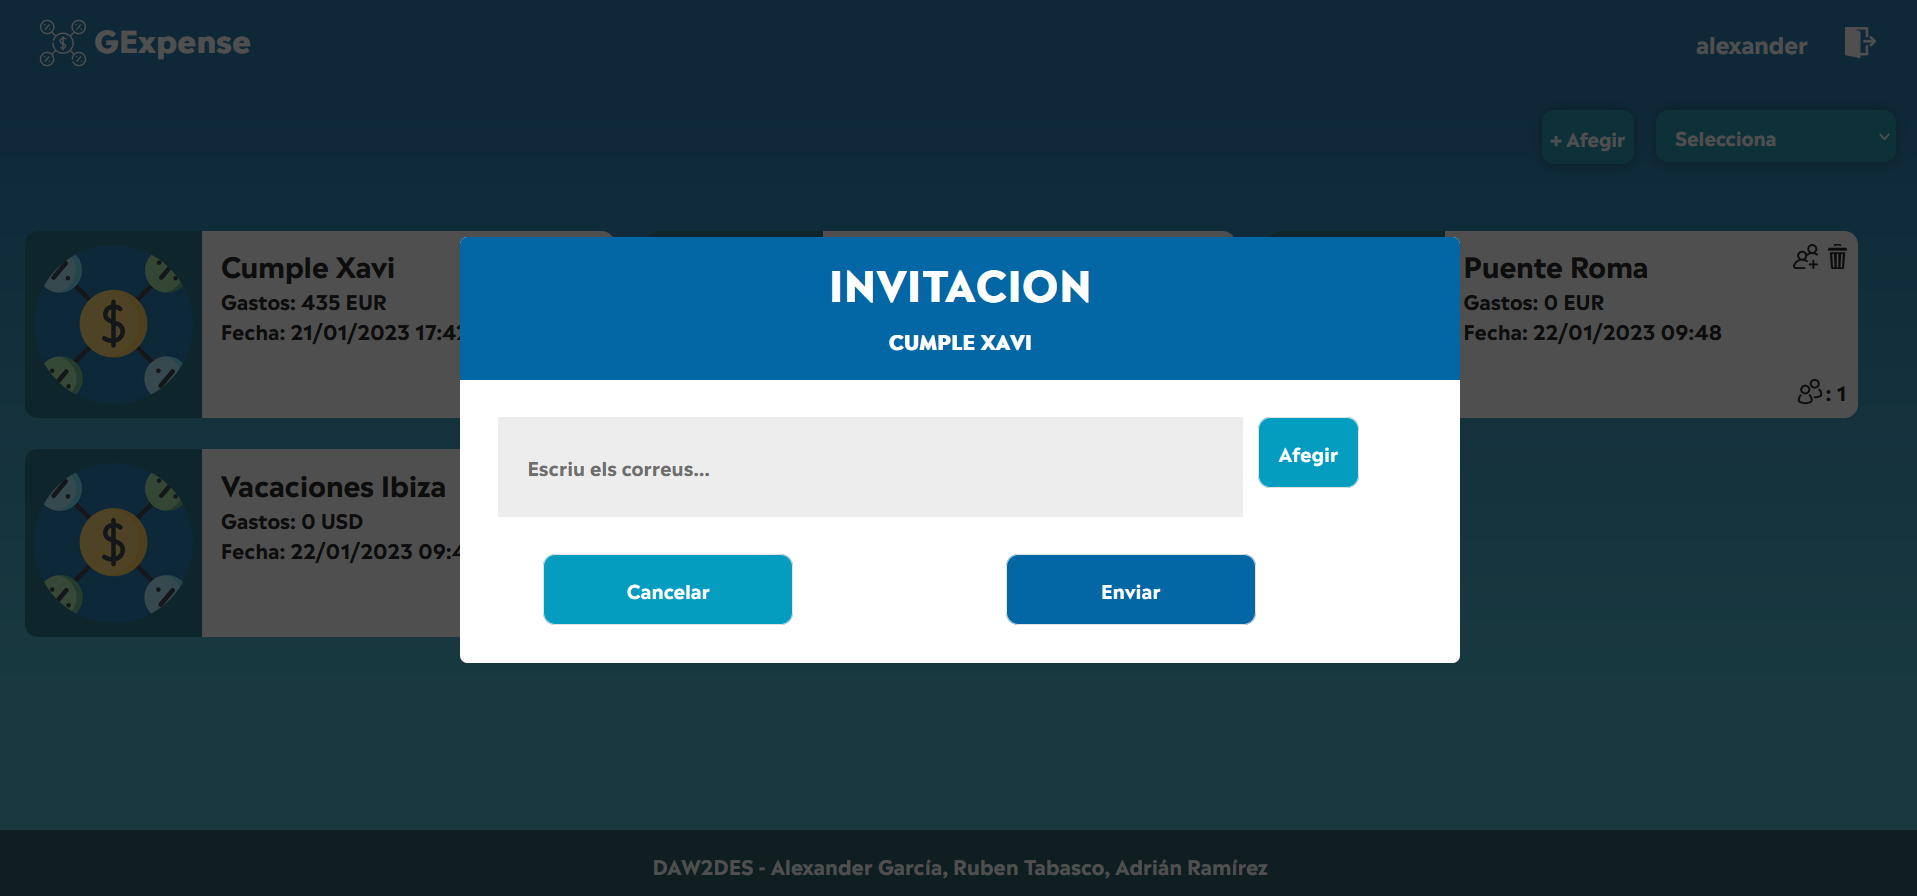 GExpense
alexander
+ Afegir
Selecciona
Cumple Xavi
Gastos: 435 EUR
Fecha: 21/01/2023 17:42
INVITACION
CUMPLE XAVI
Escriu els correus...
Afegir
Cancelar
Enviar
Puente Roma
Gastos: 0 EUR
Fecha: 22/01/2023 09:48
: 1
Vacaciones Ibiza
Gastos: 0 USD
Fecha: 22/01/2023 09:4
DAW2DES - Alexander García, Ruben Tabasco, Adrián Ramírez